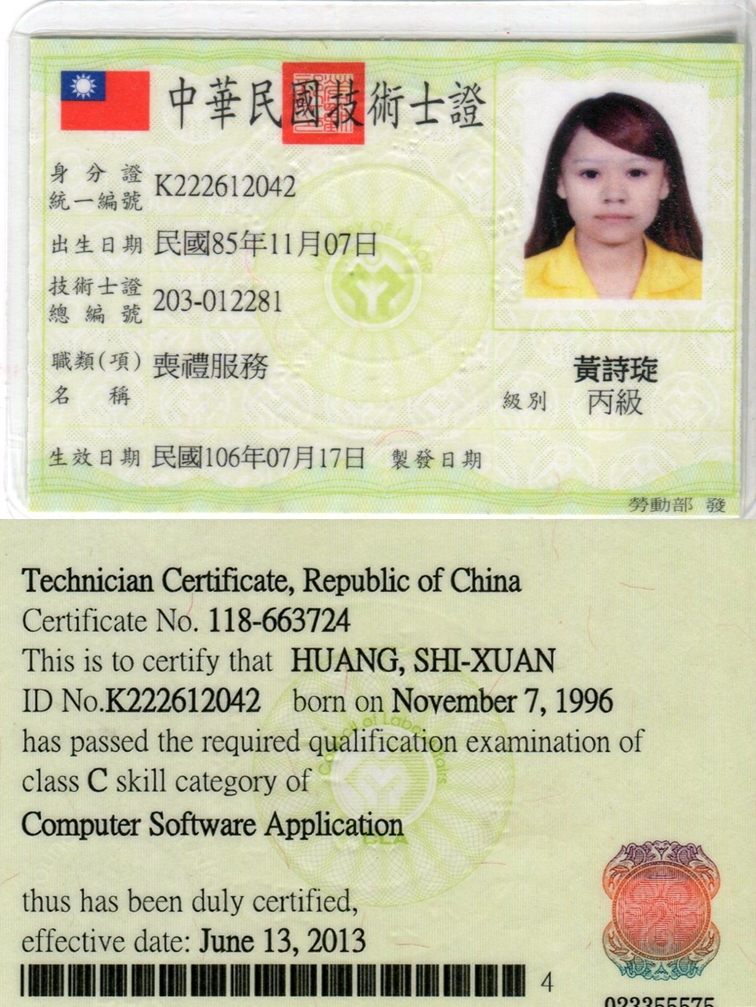 中華民國技術士證
身分證
統一編號 K222612042
出生日期 民國85年11月07日
技術士證
總編號 203-012281
職類(項)
名稱 喪禮服務
黃詩琁
級別 丙級
生效日期 民國106年07月17日 製發日期
勞動部 發
Technician Certificate, Republic of China
Certificate No. 118-663724
This is to certify that HUANG, SHI-XUAN
ID No.K222612042 born on November 7, 1996
has passed the required qualification examination of
class C skill category of
Computer Software Application
thus has been duly certified,
effective date: June 13, 2013
4
023355575